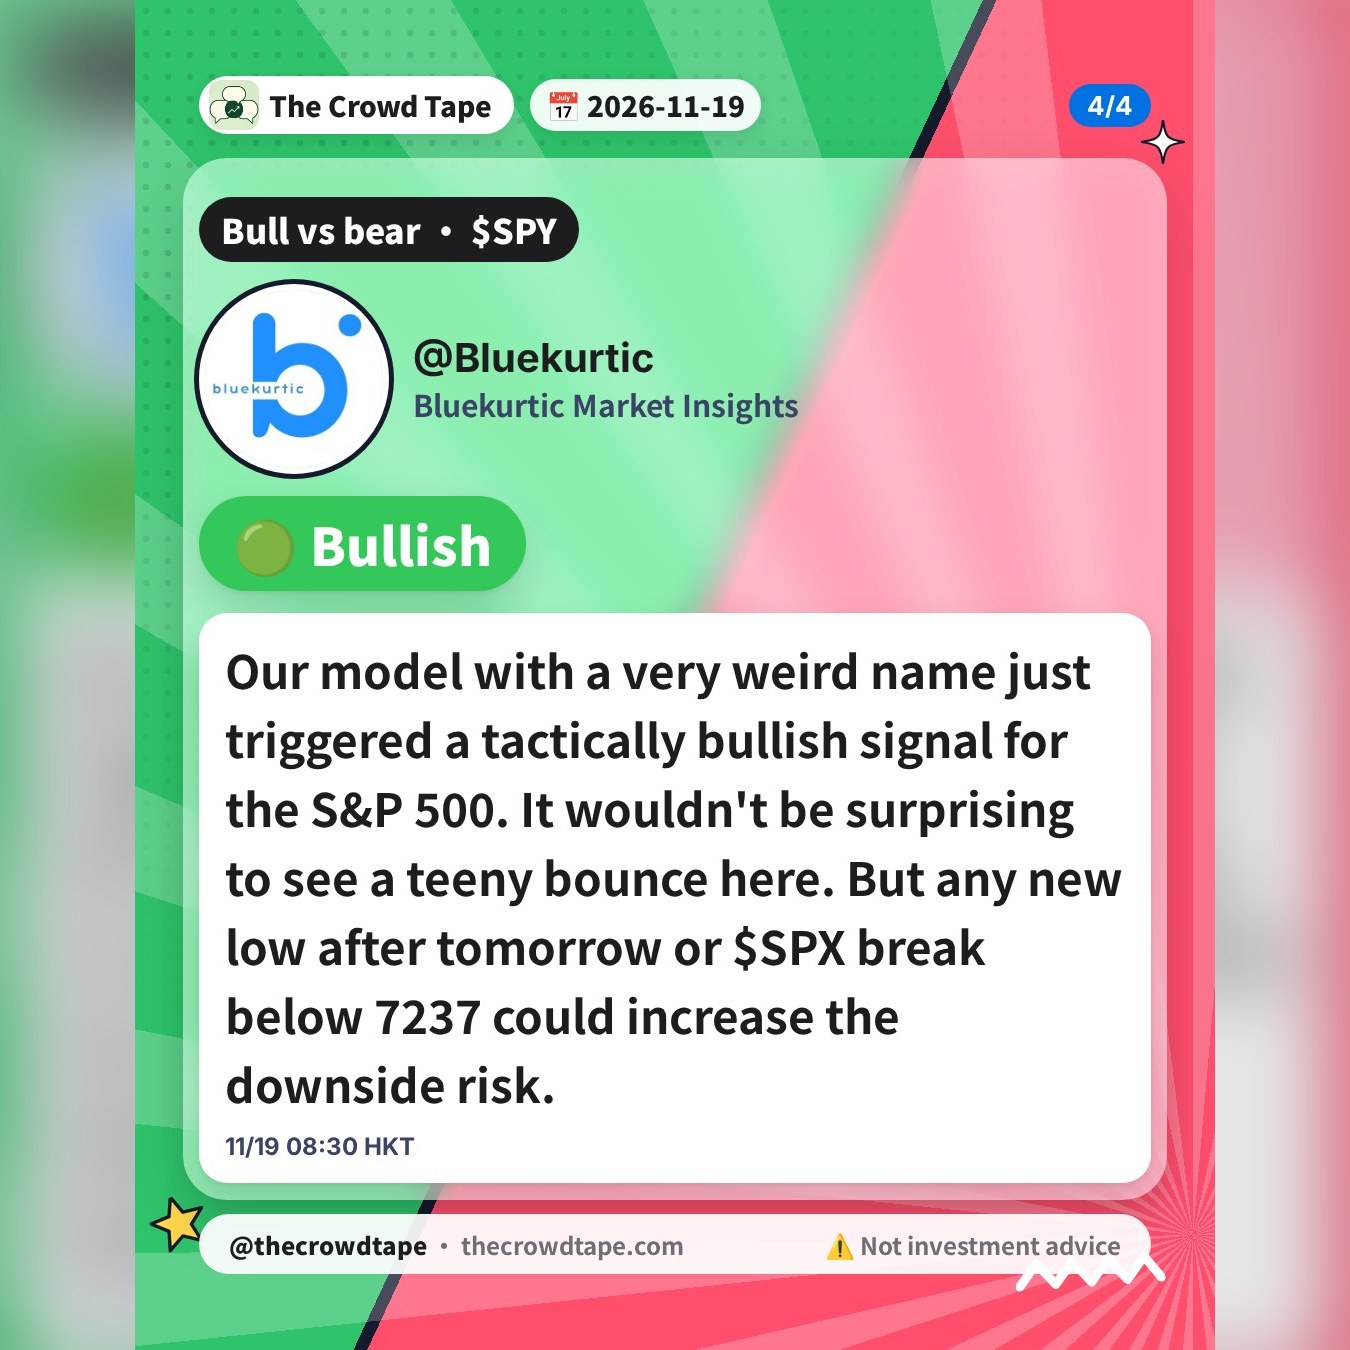 The Crowd Tape
July
17
2026-11-19
4/4
Bull vs bear • $SPY
bluekurtic
@Bluekurtic
Bluekurtic Market Insights
Bullish
Our model with a very weird name just
triggered a tactically bullish signal for
the S&P 500. It wouldn't be surprising
to see a teeny bounce here. But any new
low after tomorrow or $SPX break
below 7237 could increase the
downside risk.
11/19 08:30 HKT
@thecrowdtape • thecrowdtape.com
⚠️ Not investment advice